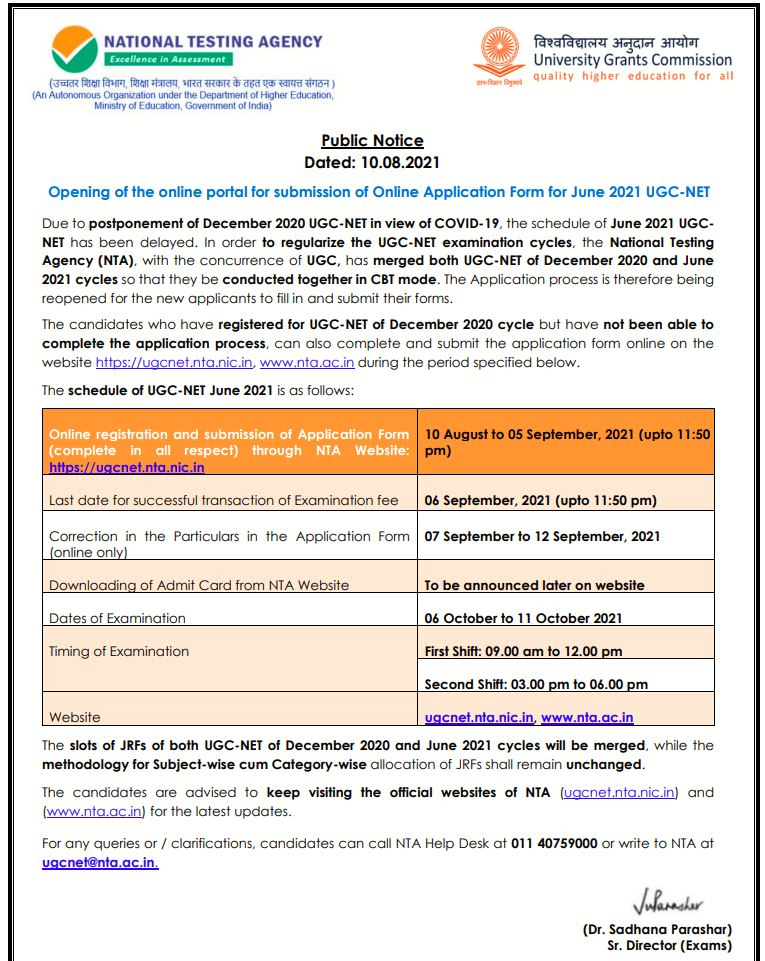 NATIONAL TESTING AGENCY
Excellence in Assessment
(उच्चतर शिक्षा विभाग, शिक्षा मंत्रालय, भारत सरकार के तहत एक स्वायत्त संगठन )
(An Autonomous Organization under the Department of Higher Education,
Ministry of Education, Government of India)
विश्वविद्यालय अनुदान आयोग
University Grants Commission
quality higher education for all
ज्ञान-विज्ञान विमुक्तये
Public Notice
Dated: 10.08.2021
Opening of the online portal for submission of Online Application Form for June 2021 UGC-NET
Due to postponement of December 2020 UGC-NET in view of COVID-19, the schedule of June 2021 UGC-
NET has been delayed. In order to regularize the UGC-NET examination cycles, the National Testing
Agency (NTA), with the concurrence of UGC, has merged both UGC-NET of December 2020 and June
2021 cycles so that they be conducted together in CBT mode. The Application process is therefore being
reopened for the new applicants to fill in and submit their forms.
The candidates who have registered for UGC-NET of December 2020 cycle but have not been able to
complete the application process, can also complete and submit the application form online on the
website https://ugcnet.nta.nic.in, www.nta.ac.in during the period specified below.
The schedule of UGC-NET June 2021 is as follows:
Online registration and submission of Application Form
(complete in all respect) through NTA Website:
https://ugcnet.nta.nic.in
10 August to 05 September, 2021 (upto 11:50
pm)
Last date for successful transaction of Examination fee
06 September, 2021 (upto 11:50 pm)
Correction in the Particulars in the Application Form
(online only)
07 September to 12 September, 2021
Downloading of Admit Card from NTA Website
To be announced later on website
Dates of Examination
06 October to 11 October 2021
Timing of Examination
First Shift: 09.00 am to 12.00 pm
Second Shift: 03.00 pm to 06.00 pm
Website
ugcnet.nta.nic.in, www.nta.ac.in
The slots of JRFs of both UGC-NET of December 2020 and June 2021 cycles will be merged, while the
methodology for Subject-wise cum Category-wise allocation of JRFs shall remain unchanged.
The candidates are advised to keep visiting the official websites of NTA (ugcnet.nta.nic.in) and
(www.nta.ac.in) for the latest updates.
For any queries or / clarifications, candidates can call NTA Help Desk at 011 40759000 or write to NTA at
ugcnet@nta.ac.in.
(Dr. Sadhana Parashar)
Sr. Director (Exams)